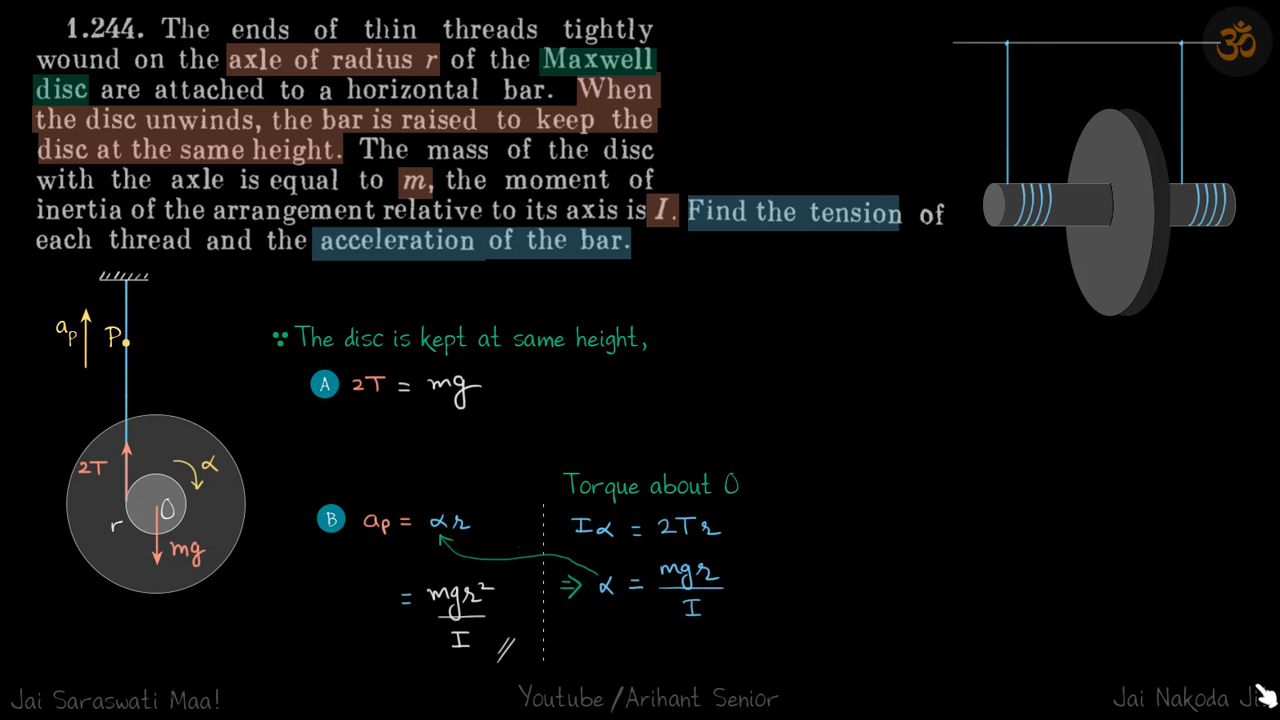 1.244. The ends of thin threads tightly
wound on the axle of radius r of the Maxwell
disc are attached to a horizontal bar. When
the disc unwinds, the bar is raised to keep the
disc at the same height. The mass of the disc
with the axle is equal to m, the moment of
inertia of the arrangement relative to its axis is I. Find the tension of
each thread and the acceleration of the bar.
ॐ
aₚ P
2T α
r O
mg
∵ The disc is kept at same height,
A 2T = mg
B aₚ = αr
= mgr²/I //
Torque about O
Iα = 2Tr
⇒ α = mgr/I
Jai Saraswati Maa!
Youtube /Arihant Senior
Jai Nakoda Ji